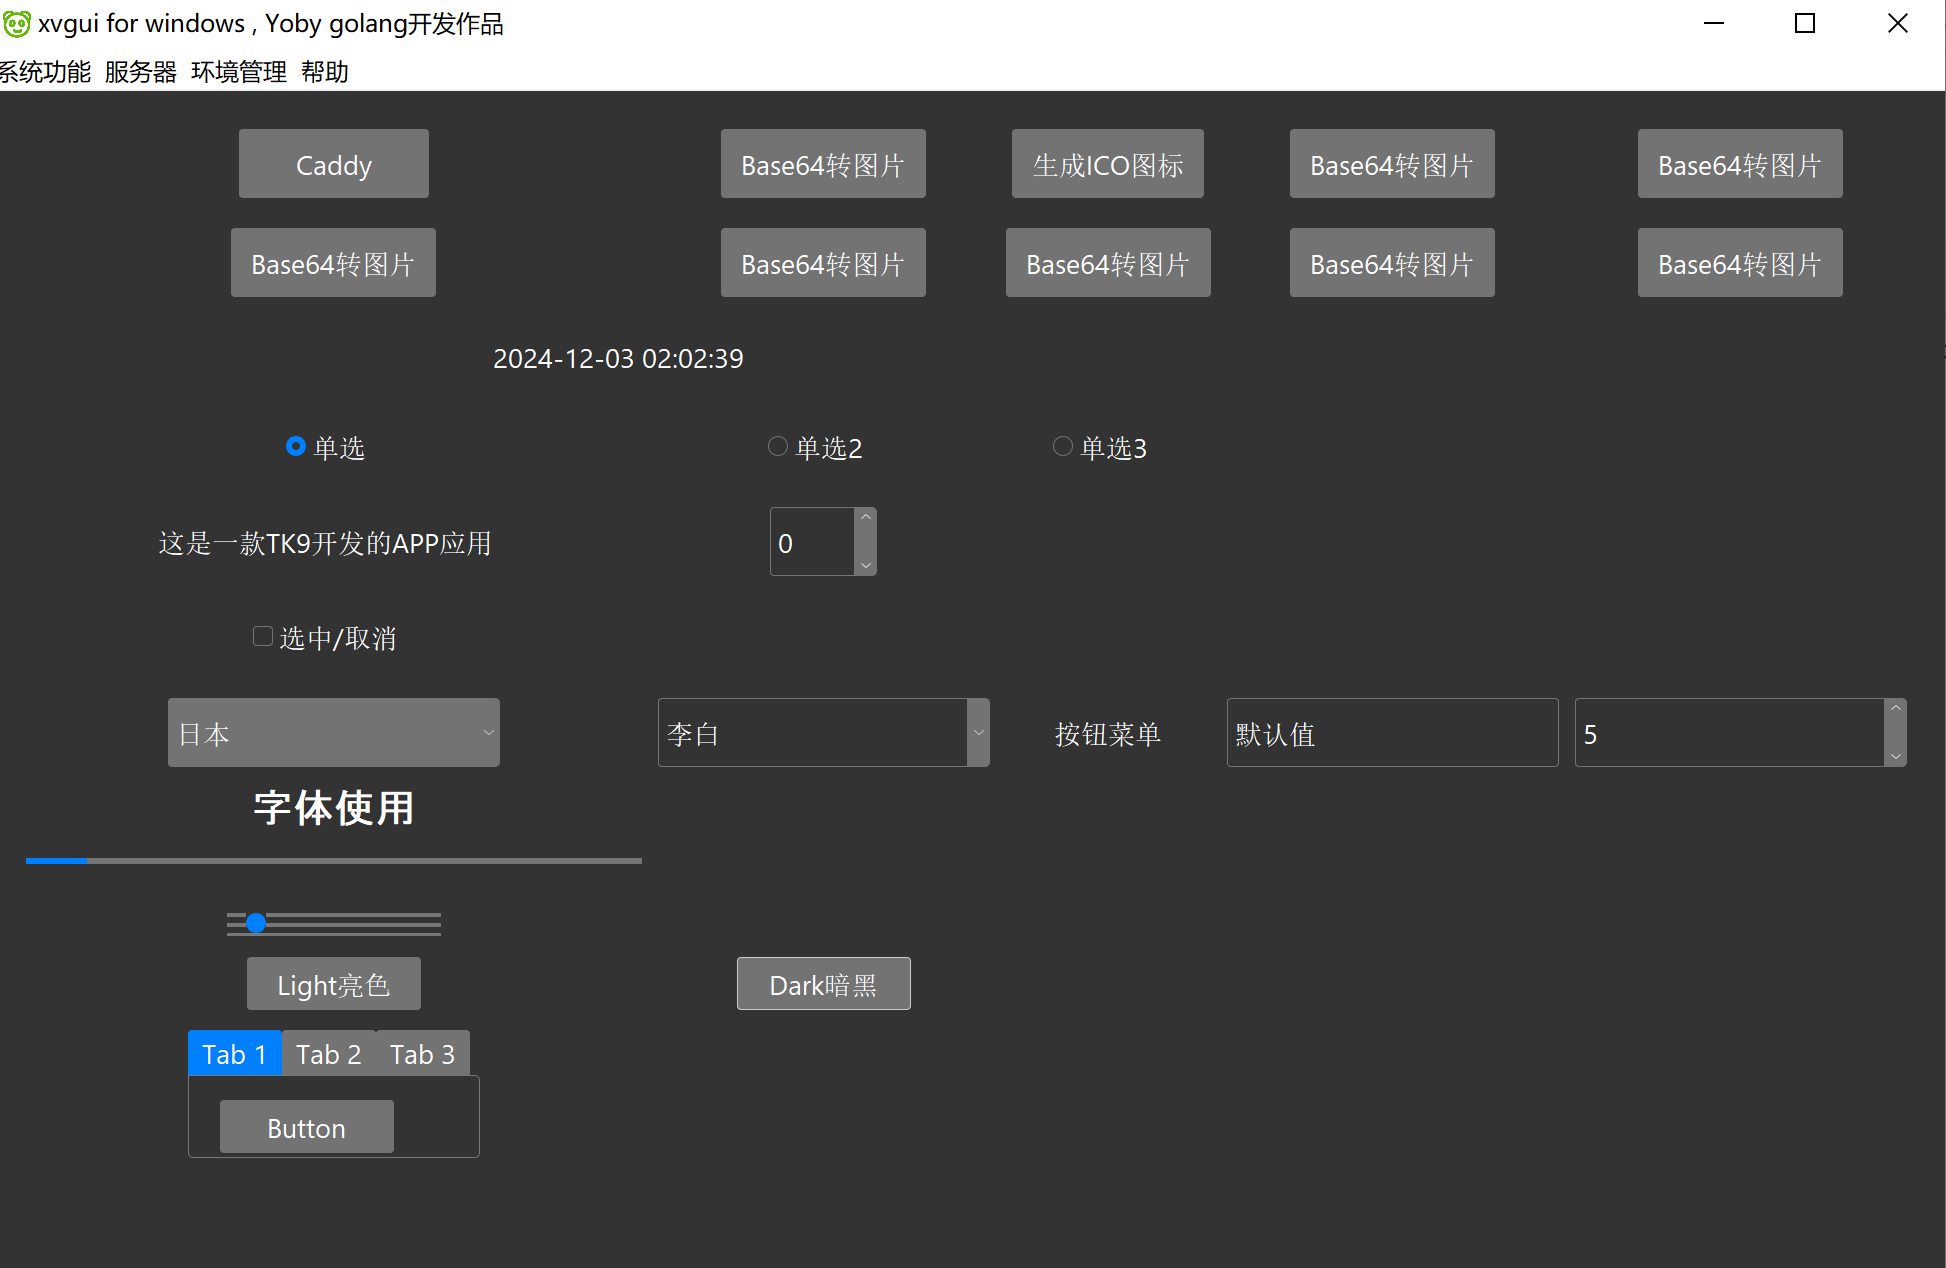 xvgui for windows , Yoby golang开发作品
系统功能 服务器 环境管理 帮助
Caddy Base64转图片 生成ICO图标 Base64转图片 Base64转图片
Base64转图片 Base64转图片 Base64转图片 Base64转图片 Base64转图片
2024-12-03 02:02:39
单选 单选2 单选3
这是一款TK9开发的APP应用 0
选中/取消
日本 李白 按钮菜单 默认值 5
字体使用
Light亮色 Dark暗黑
Tab 1 Tab 2 Tab 3
Button